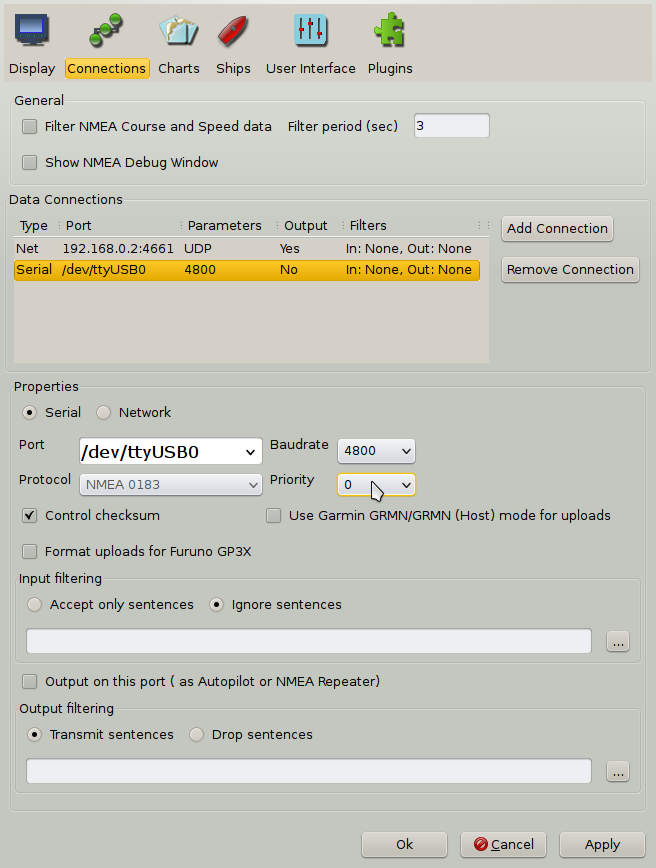 Display Connections Charts Ships User Interface Plugins
General
Filter NMEA Course and Speed data Filter period (sec) 3
Show NMEA Debug Window
Data Connections
Type Port Parameters Output Filters
Net 192.168.0.2:4661 UDP Yes In: None, Out: None
Serial /dev/ttyUSB0 4800 No In: None, Out: None
Add Connection
Remove Connection
Properties
Serial Network
Port /dev/ttyUSB0 Baudrate 4800
Protocol NMEA 0183 Priority 0
Control checksum Use Garmin GRMN/GRMN (Host) mode for uploads
Format uploads for Furuno GP3X
Input filtering
Accept only sentences Ignore sentences
...
Output on this port ( as Autopilot or NMEA Repeater)
Output filtering
Transmit sentences Drop sentences
...
Ok Cancel Apply